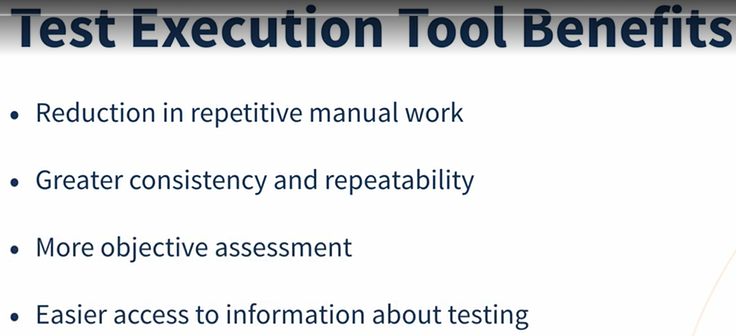 Test Execution Tool Benefits
• Reduction in repetitive manual work
• Greater consistency and repeatability
• More objective assessment
• Easier access to information about testing